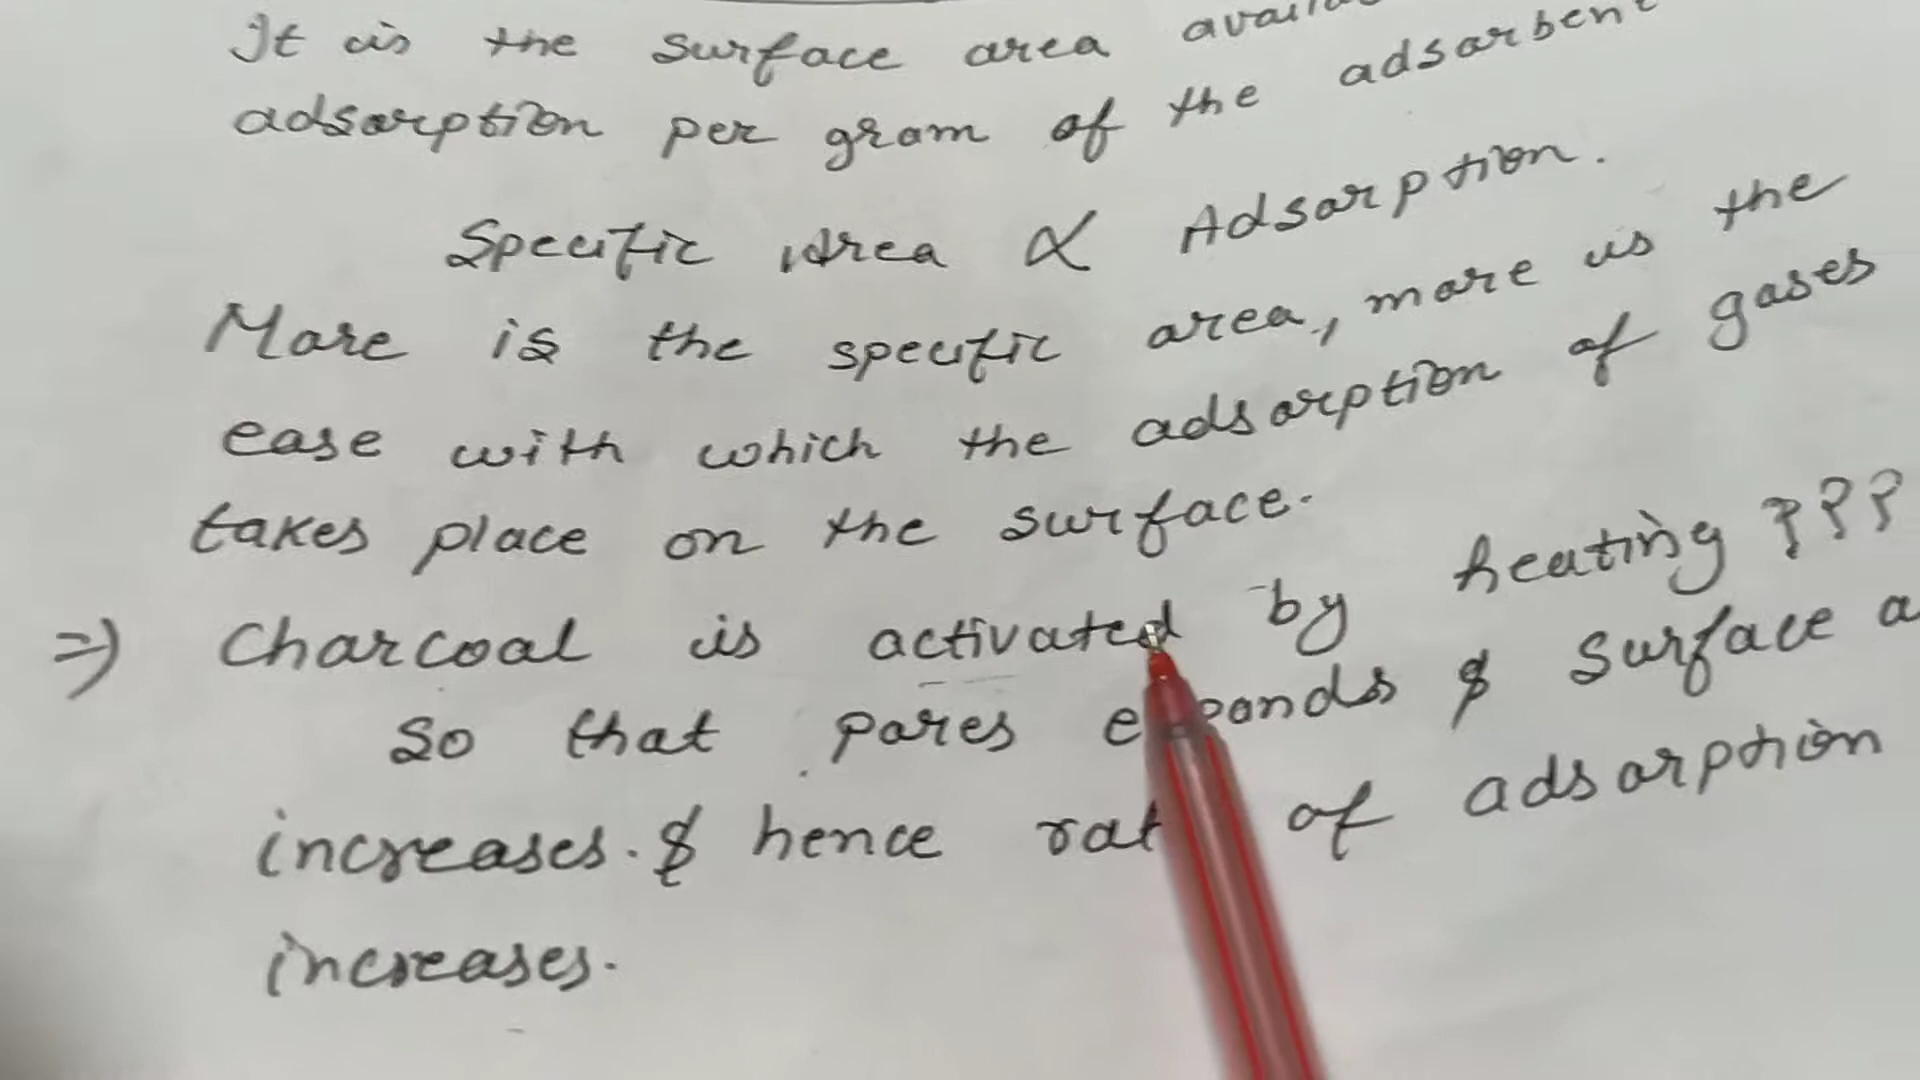 It is the surface area
adsorption per gram of the adsorbent
Specific Area ∝ Adsorption.
More is the specific area, more is the
ease with which the adsorption of gases
takes place on the surface.
=) Charcoal is activated by heating ???
So that pores expands & surface a
increases. & hence rat of adsorption
increases.